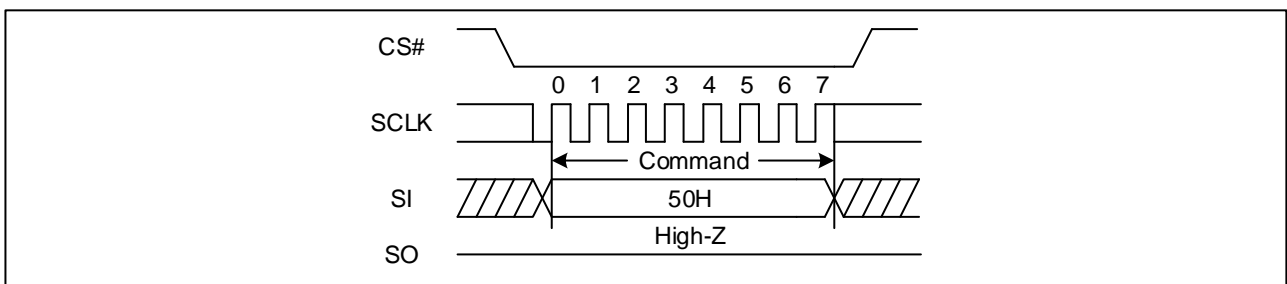 CS#
0 1 2 3 4 5 6 7
SCLK
Command
SI
50H
High-Z
SO